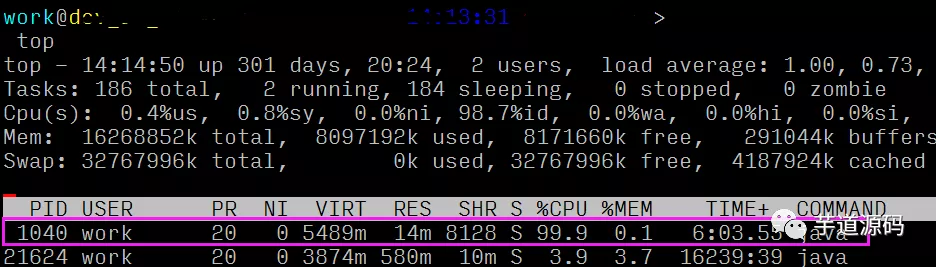 work@dev_ 14:13:31 >
top
top - 14:14:50 up 301 days, 20:24, 2 users, load average: 1.00, 0.73,
Tasks: 186 total, 2 running, 184 sleeping, 0 stopped, 0 zombie
Cpu(s): 0.4%us, 0.8%sy, 0.0%ni, 98.7%id, 0.0%wa, 0.0%hi, 0.0%si,
Mem: 16268852k total, 8097192k used, 8171660k free, 291044k buffers
Swap: 32767996k total, 0k used, 32767996k free, 4187924k cached
PID USER PR NI VIRT RES SHR S %CPU %MEM TIME+ COMMAND
1040 work 20 0 5489m 14m 8128 S 99.9 0.1 6:03.55 java
芋道源码
21624 work 20 0 3874m 580m 10m S 3.9 3.7 16239:39 java